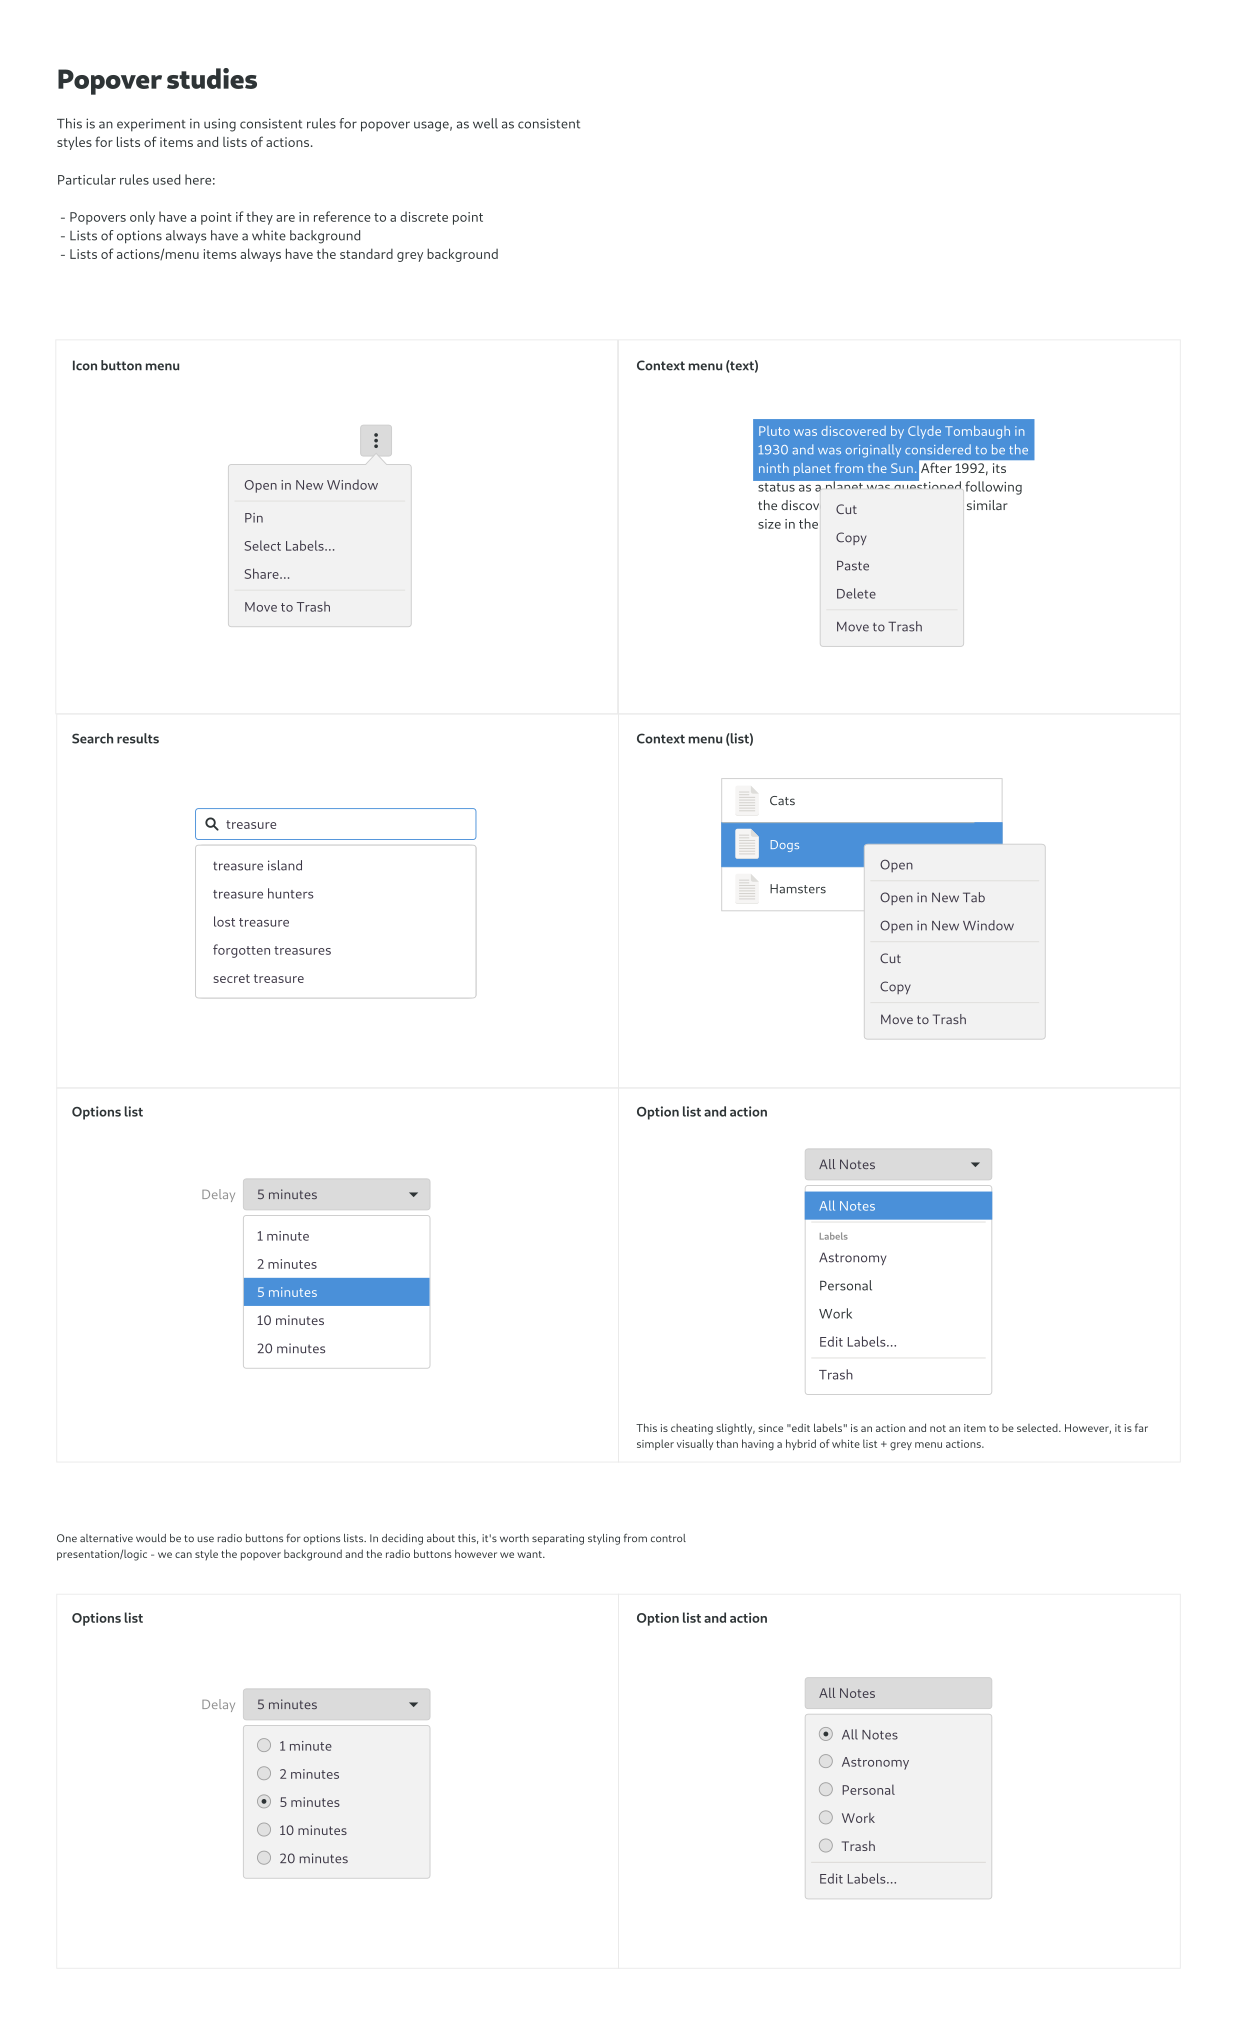 Popover studies
This is an experiment in using consistent rules for popover usage, as well as consistent
styles for lists of items and lists of actions.
Particular rules used here:
- Popovers only have a point if they are in reference to a discrete point
- Lists of options always have a white background
- Lists of actions/menu items always have the standard grey background
Icon button menu
Open in New Window
Pin
Select Labels...
Share...
Move to Trash
Context menu (text)
Pluto was discovered by Clyde Tombaugh in
1930 and was originally considered to be the
ninth planet from the Sun. After 1992, its
status as a planet was questioned following
the discov similar
size in the
Cut
Copy
Paste
Delete
Move to Trash
Search results
treasure
treasure island
treasure hunters
lost treasure
forgotten treasures
secret treasure
Context menu (list)
Cats
Dogs
Hamsters
Open
Open in New Tab
Open in New Window
Cut
Copy
Move to Trash
Options list
Delay 5 minutes
1 minute
2 minutes
5 minutes
10 minutes
20 minutes
Option list and action
All Notes
All Notes
Labels
Astronomy
Personal
Work
Edit Labels...
Trash
This is cheating slightly, since "edit labels" is an action and not an item to be selected. However, it is far
simpler visually than having a hybrid of white list + grey menu actions.
One alternative would be to use radio buttons for options lists. In deciding about this, it's worth separating styling from control
presentation/logic - we can style the popover background and the radio buttons however we want.
Options list
Delay 5 minutes
1 minute
2 minutes
5 minutes
10 minutes
20 minutes
Option list and action
All Notes
All Notes
Astronomy
Personal
Work
Trash
Edit Labels...